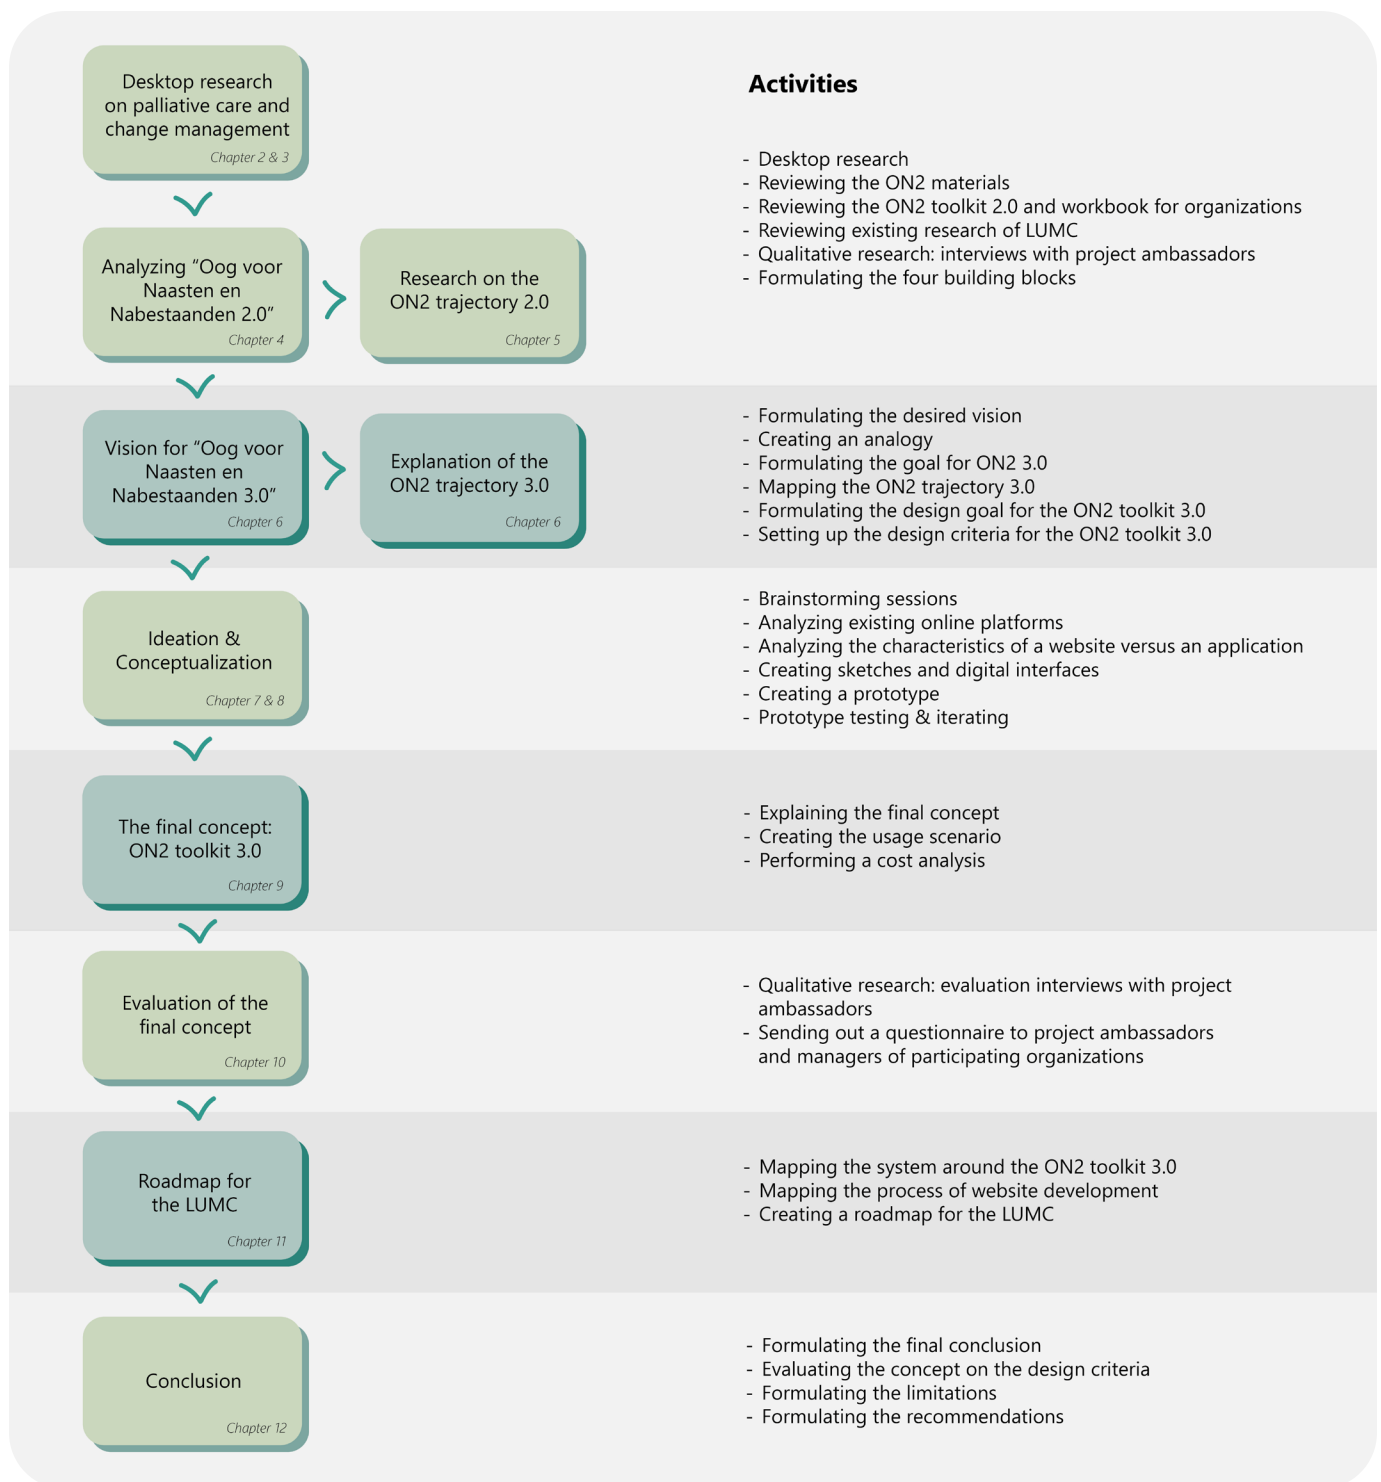 Desktop research
on palliative care and
change management
Chapter 2 & 3
Analyzing “Oog voor
Naasten en
Nabestaanden 2.0”
Chapter 4
Research on the
ON2 trajectory 2.0
Chapter 5
Activities
- Desktop research
- Reviewing the ON2 materials
- Reviewing the ON2 toolkit 2.0 and workbook for organizations
- Reviewing existing research of LUMC
- Qualitative research: interviews with project ambassadors
- Formulating the four building blocks
Vision for “Oog voor
Naasten en
Nabestaanden 3.0”
Chapter 6
Explanation of the
ON2 trajectory 3.0
Chapter 6
- Formulating the desired vision
- Creating an analogy
- Formulating the goal for ON2 3.0
- Mapping the ON2 trajectory 3.0
- Formulating the design goal for the ON2 toolkit 3.0
- Setting up the design criteria for the ON2 toolkit 3.0
Ideation &
Conceptualization
Chapter 7 & 8
- Brainstorming sessions
- Analyzing existing online platforms
- Analyzing the characteristics of a website versus an application
- Creating sketches and digital interfaces
- Creating a prototype
- Prototype testing & iterating
The final concept:
ON2 toolkit 3.0
Chapter 9
- Explaining the final concept
- Creating the usage scenario
- Performing a cost analysis
Evaluation of the
final concept
Chapter 10
- Qualitative research: evaluation interviews with project
ambassadors
- Sending out a questionnaire to project ambassadors
and managers of participating organizations
Roadmap for
the LUMC
Chapter 11
- Mapping the system around the ON2 toolkit 3.0
- Mapping the process of website development
- Creating a roadmap for the LUMC
Conclusion
Chapter 12
- Formulating the final conclusion
- Evaluating the concept on the design criteria
- Formulating the limitations
- Formulating the recommendations